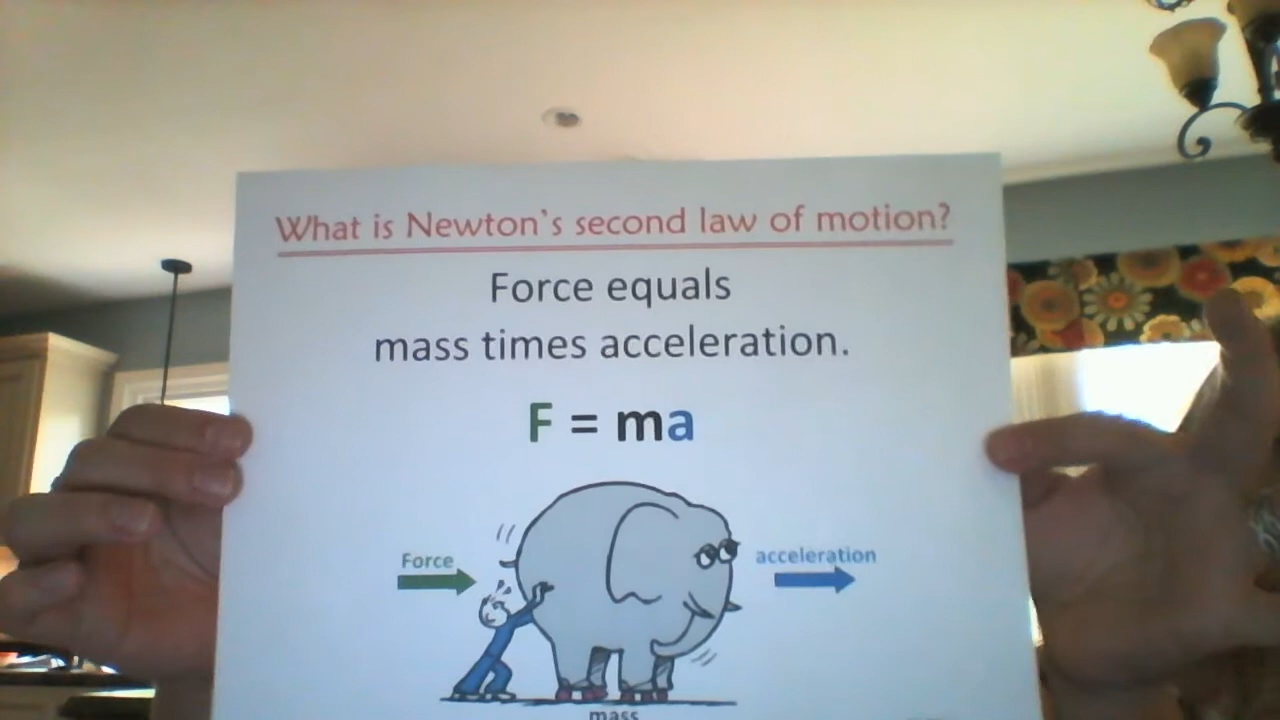 What is Newton's second law of motion?
Force equals
mass times acceleration.
F = ma
Force
acceleration
mass